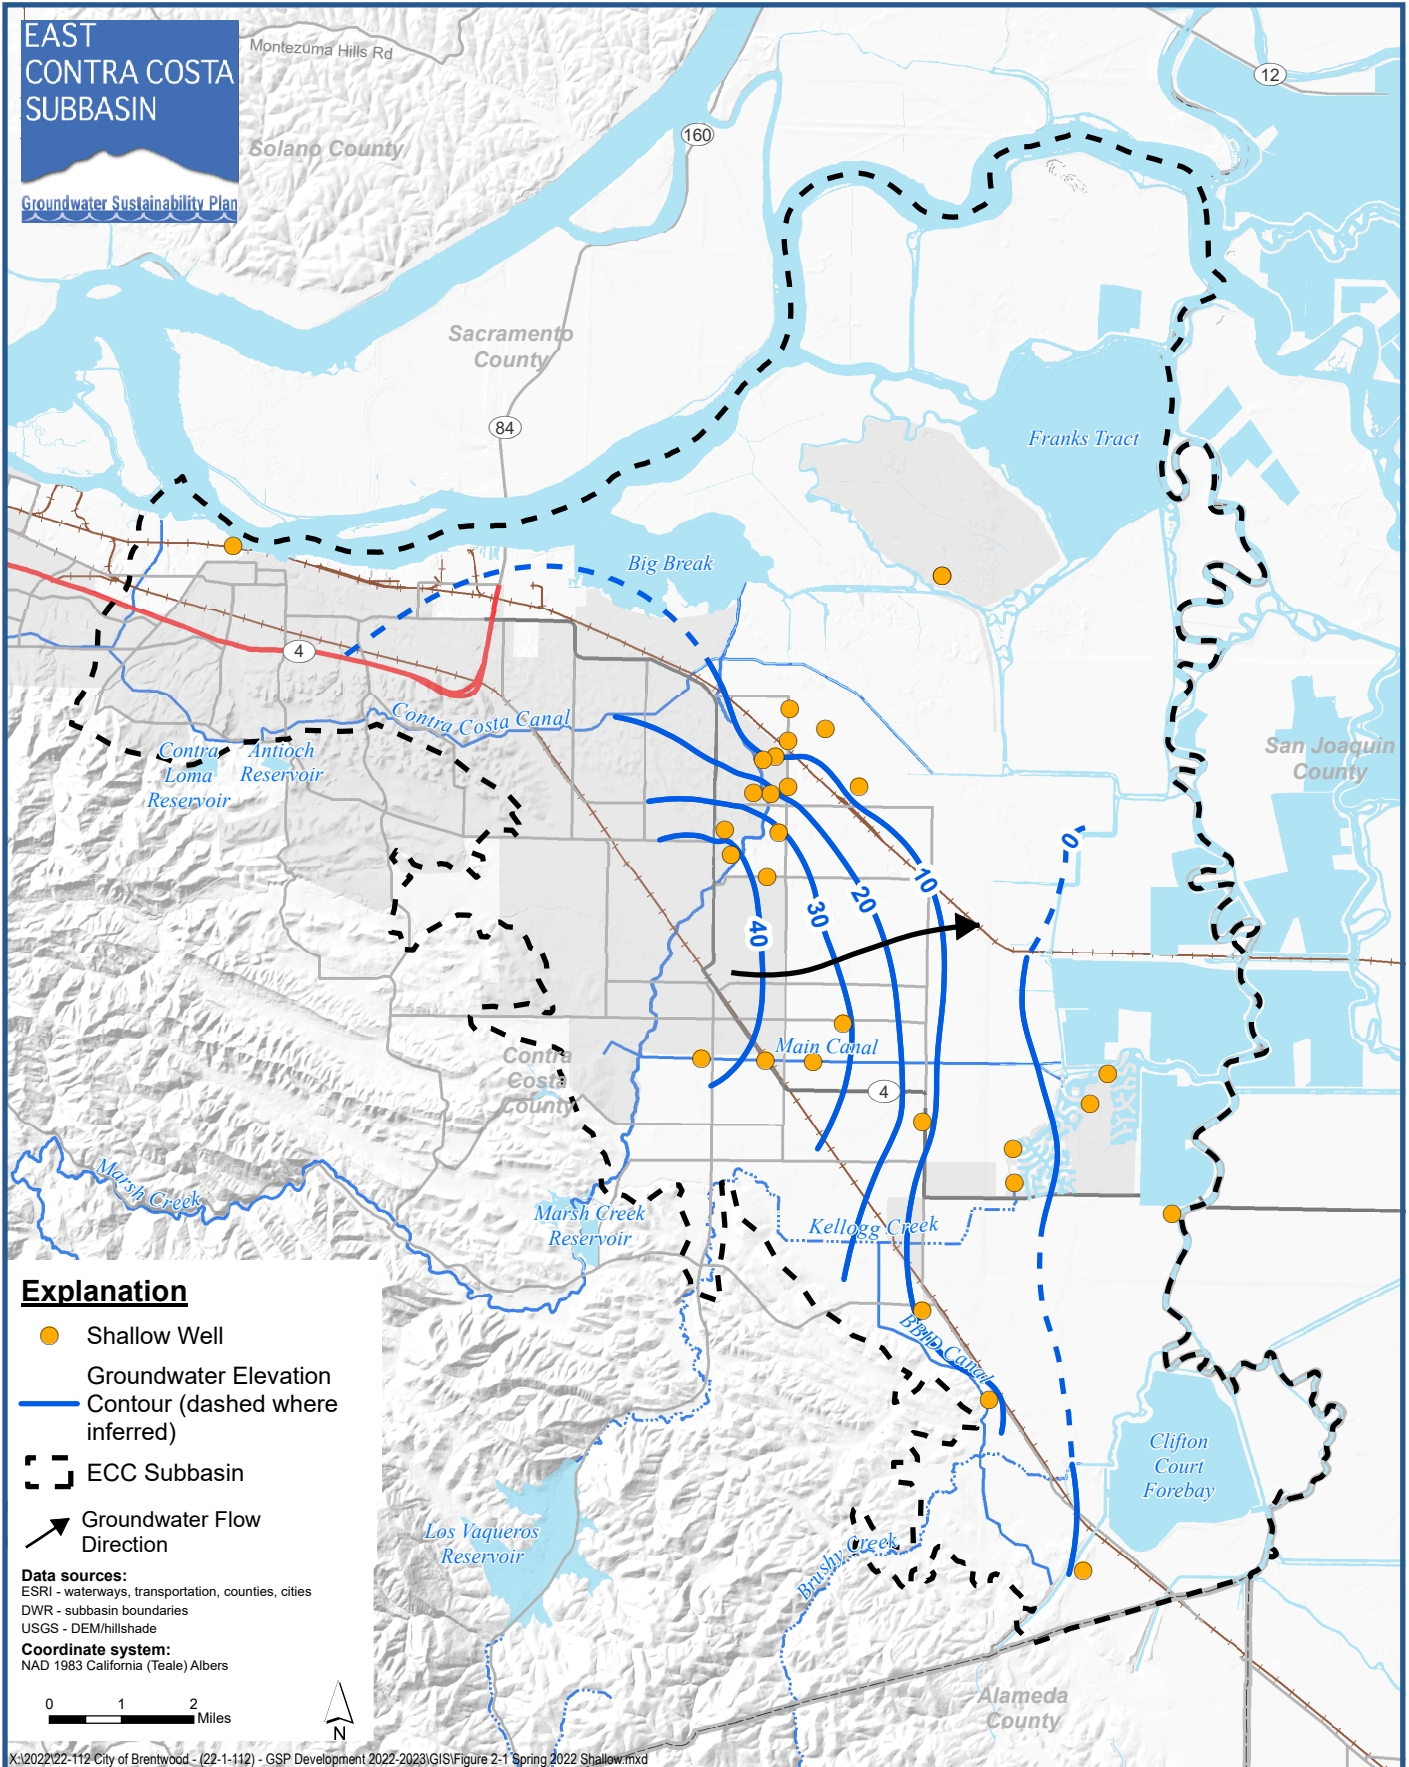 EAST
CONTRA COSTA
SUBBASIN
Groundwater Sustainability Plan
Montezuma Hills Rd
Solano County
160
12
Sacramento
County
84
Franks Tract
Big Break
4
Contra Costa Canal
Contra
Loma
Reservoir
Antioch
Reservoir
San Joaquin
County
0
10
20
30
40
Main Canal
Contra
Costa
County
4
Marsh Creek
Marsh Creek
Reservoir
Kellogg Creek
BBID Canal
Clifton
Court
Forebay
Los Vaqueros
Reservoir
Brushy Creek
Alameda
County
Explanation
Shallow Well
Groundwater Elevation
Contour (dashed where
inferred)
ECC Subbasin
Groundwater Flow
Direction
Data sources:
ESRI - waterways, transportation, counties, cities
DWR - subbasin boundaries
USGS - DEM/hillshade
Coordinate system:
NAD 1983 California (Teale) Albers
0 1 2
Miles
N
X:\2022\22-112 City of Brentwood - (22-1-112) - GSP Development 2022-2023\GIS\Figure 2-1 Spring 2022 Shallow.mxd